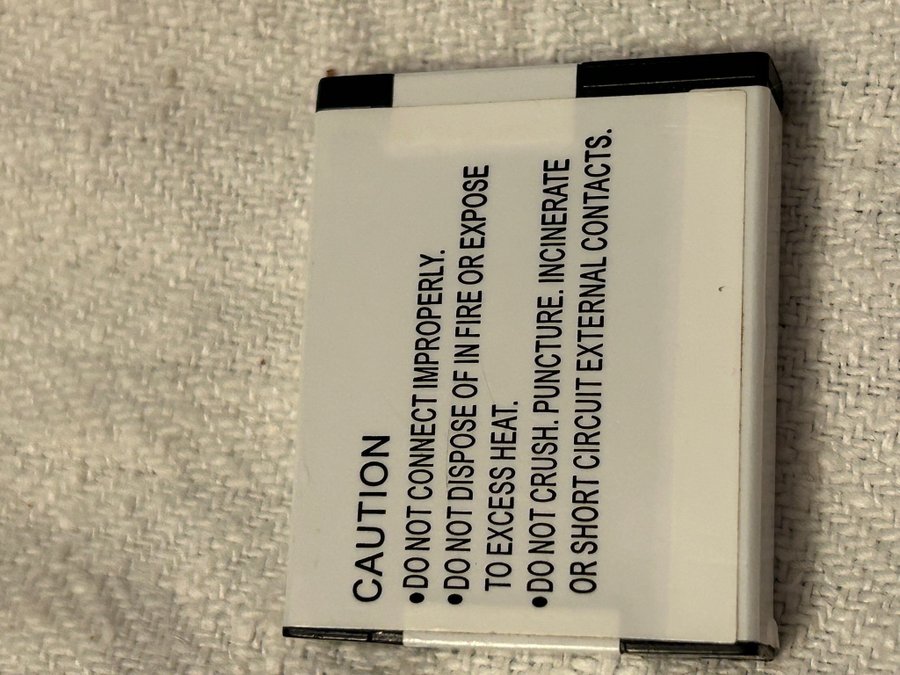 CAUTION
●DO NOT CONNECT IMPROPERLY.
●DO NOT DISPOSE OF IN FIRE OR EXPOSE
TO EXCESS HEAT.
●DO NOT CRUSH. PUNCTURE. INCINERATE
OR SHORT CIRCUIT EXTERNAL CONTACTS.